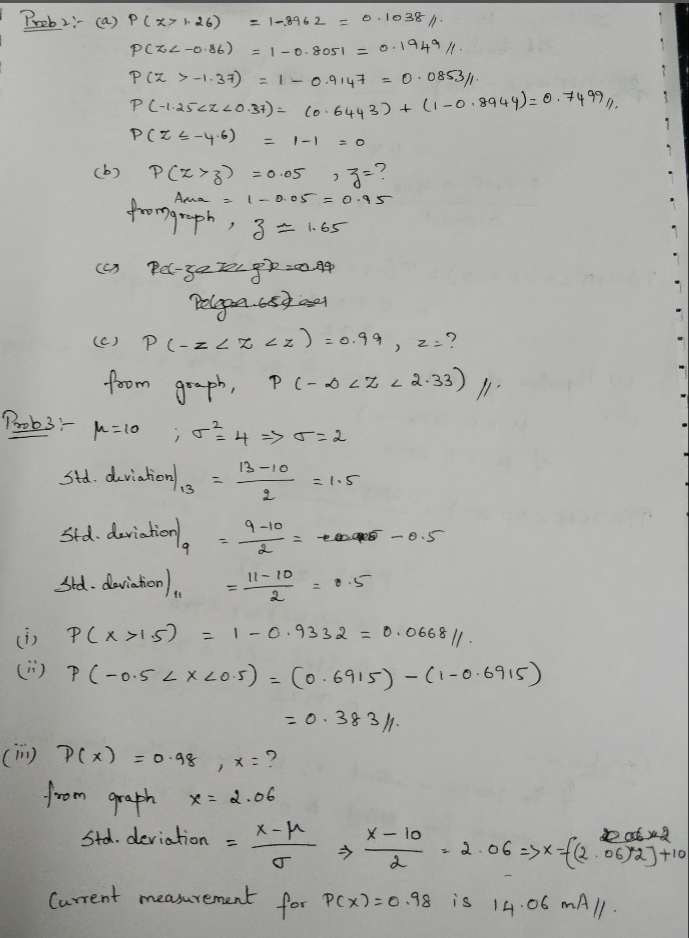 Prob 2:- (a) P(z > 1.26) = 1-.8962 = 0.1038//.
P(z < -0.86) = 1-0.8051 = 0.1949//.
P(z > -1.37) = 1-0.9147 = 0.0853//.
P(-1.25<z<0.37) = (0.6443) + (1-0.8944) = 0.7499//.
P(z ≤ -4.6) = 1-1 = 0
(b) P(z > z) = 0.05 , z = ?
Area = 1-0.05 = 0.95
from graph , z ≈ 1.65
(c)
(c) P(-z < z < z) = 0.99 , z = ?
from graph, P(-∞ < z < 2.33)//.
Prob 3:- μ=10 ; σ² = 4 => σ = 2
Std. deviation)₁₃ = 13-10 / 2 = 1.5
Std. deviation)₉ = 9-10 / 2 = -0.5
Std. deviation)₁₁ = 11-10 / 2 = 0.5
(i) P(x > 1.5) = 1-0.9332 = 0.0668//.
(ii) P(-0.5 < x < 0.5) = (0.6915) - (1-0.6915)
= 0.383//.
(iii) P(x) = 0.98 , x = ?
from graph x = 2.06
Std. deviation = x-μ / σ ⇒ x-10 / 2 = 2.06 => x = [(2.06)*2]+10
Current measurement for P(x) = 0.98 is 14.06 mA//.